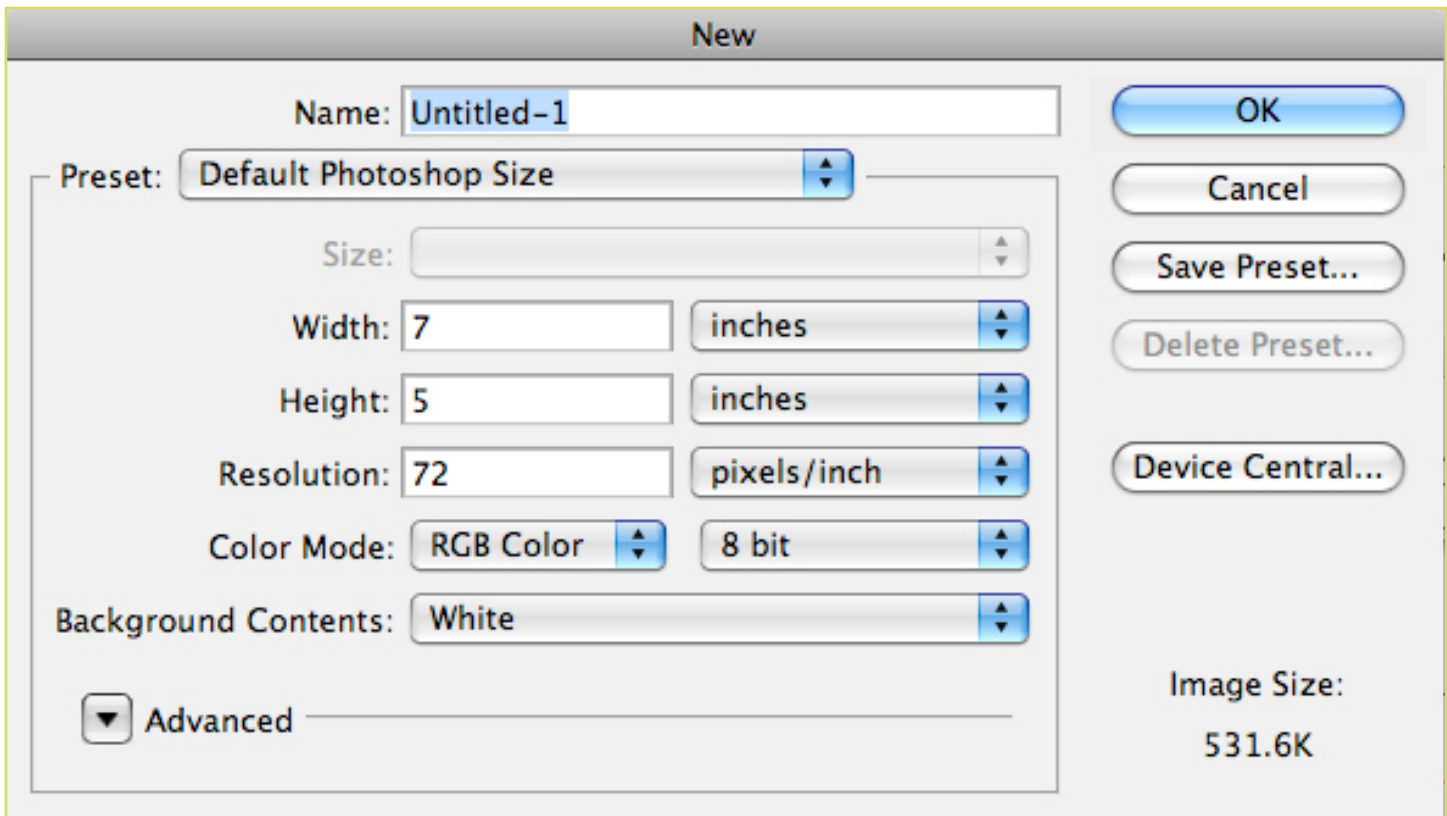 New
Name: Untitled-1
OK
Preset: Default Photoshop Size
Cancel
Size:
Save Preset...
Width: 7 inches
Delete Preset...
Height: 5 inches
Resolution: 72 pixels/inch
Device Central...
Color Mode: RGB Color 8 bit
Background Contents: White
Image Size:
Advanced
531.6K